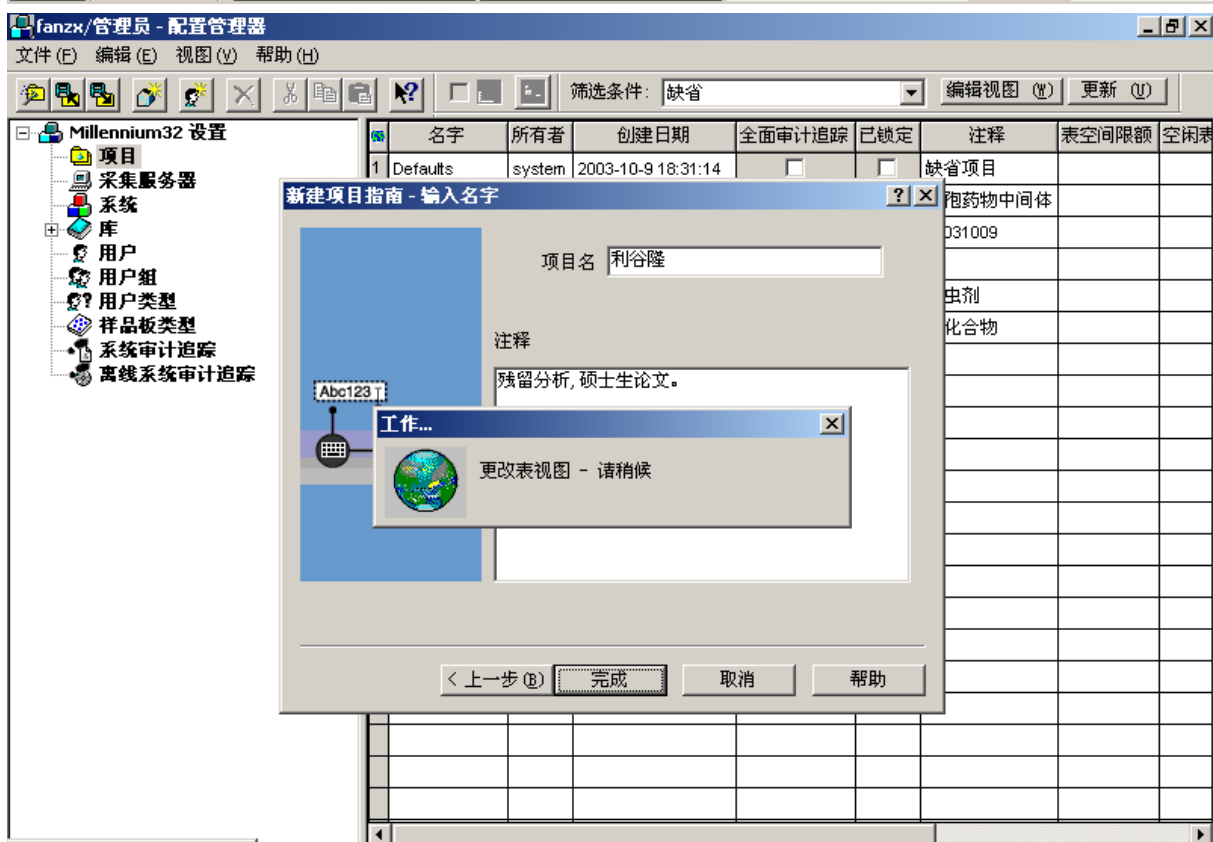 fanzx/管理员 - 配置管理器
文件(F) 编辑(E) 视图(V) 帮助(H)
筛选条件: 缺省 编辑视图 (W) 更新 (U)
Millennium32 设置
项目
采集服务器
系统
库
用户
用户组
用户类型
样品板类型
系统审计追踪
离线系统审计追踪
名字 所有者 创建日期 全面审计追踪 已锁定 注释 表空间限额 空闲表
1 Defaults system 2003-10-9 18:31:14 缺省项目
胞药物中间体
031009
虫剂
化合物
新建项目指南 - 输入名字
项目名 利谷隆
注释
残留分析,硕士生论文。
Abc123
工作...
更改表视图 - 请稍候
< 上一步(B) 完成 取消 帮助